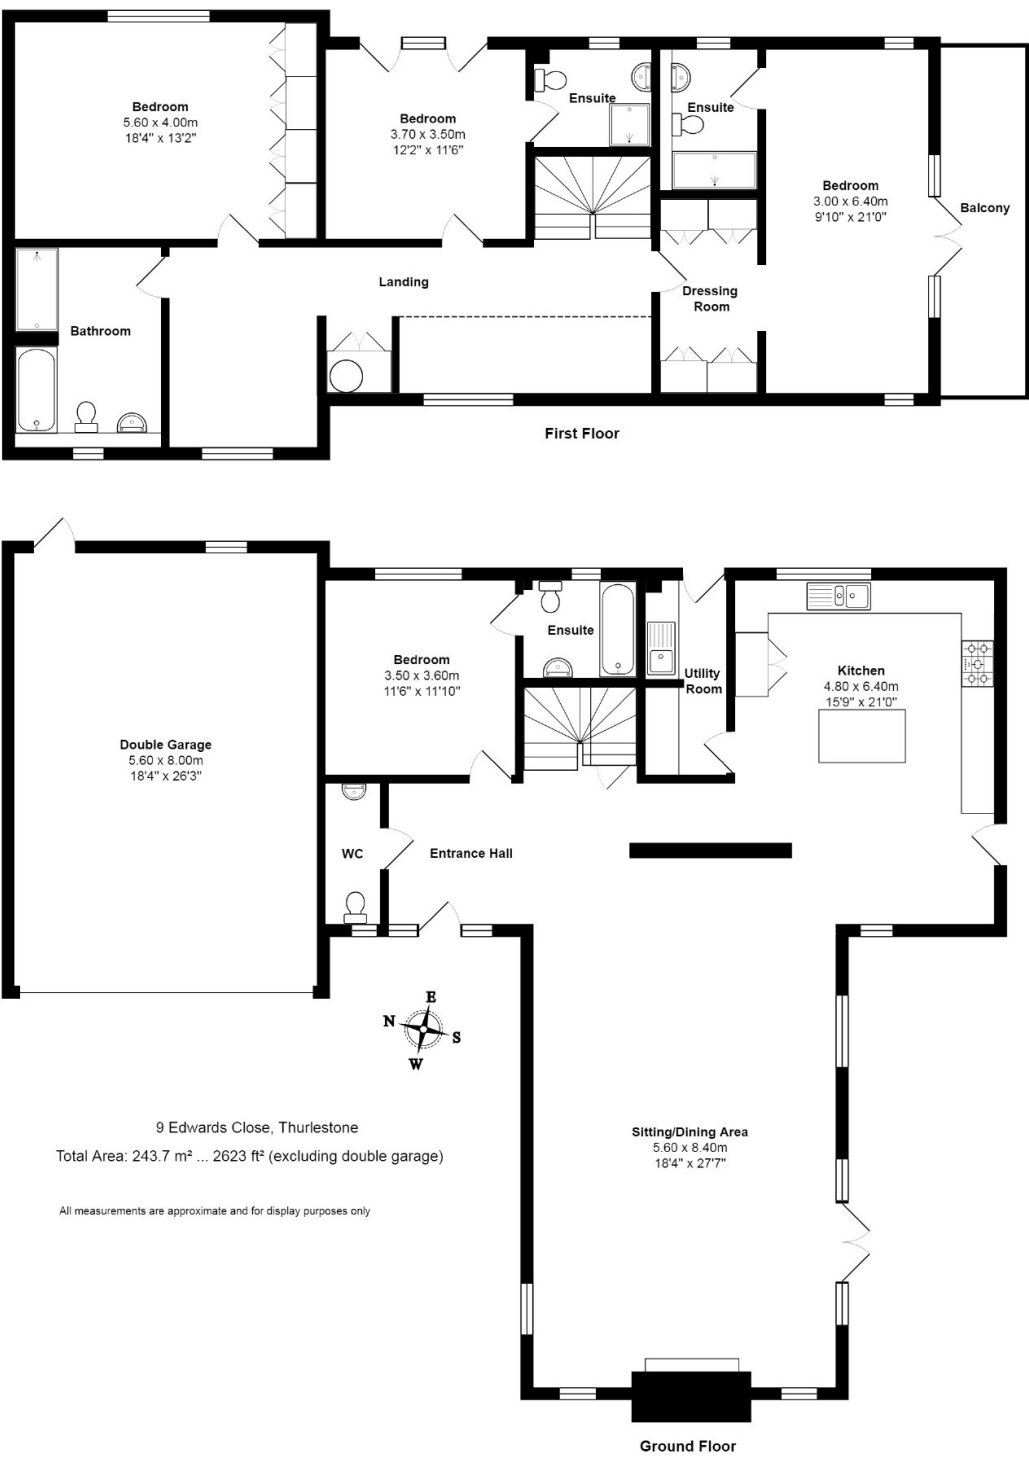 Bedroom
5.60 x 4.00m
18'4" x 13'2"
Bedroom
3.70 x 3.50m
12'2" x 11'6"
Ensuite
Ensuite
Bedroom
3.00 x 6.40m
9'10" x 21'0"
Balcony
Landing
Dressing
Room
Bathroom
First Floor
Bedroom
3.50 x 3.60m
11'6" x 11'10"
Ensuite
Utility
Room
Kitchen
4.80 x 6.40m
15'9" x 21'0"
Double Garage
5.60 x 8.00m
18'4" x 26'3"
WC
Entrance Hall
E
N
S
W
9 Edwards Close, Thurlestone
Total Area: 243.7 m² ... 2623 ft² (excluding double garage)
All measurements are approximate and for display purposes only
Sitting/Dining Area
5.60 x 8.40m
18'4" x 27'7"
Ground Floor